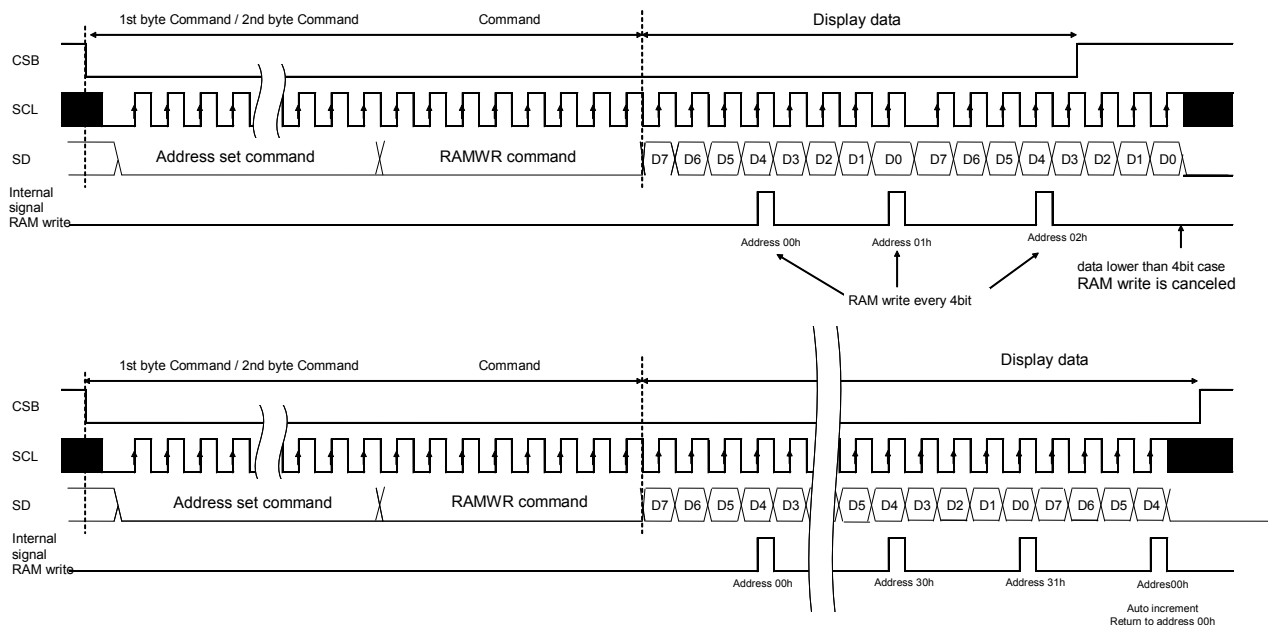 1st byte Command / 2nd byte Command Command Display data
CSB
SCL
SD Address set command RAMWR command D7 D6 D5 D4 D3 D2 D1 D0 D7 D6 D5 D4 D3 D2 D1 D0
Internal
signal
RAM write
Address 00h Address 01h Address 02h
data lower than 4bit case
RAM write is canceled
RAM write every 4bit
1st byte Command / 2nd byte Command Command Display data
CSB
SCL
SD Address set command RAMWR command D7 D6 D5 D4 D3 D5 D4 D3 D2 D1 D0 D7 D6 D5 D4
Internal
signal
RAM write
Address 00h Address 30h Address 31h Addres00h
Auto increment
Return to address 00h